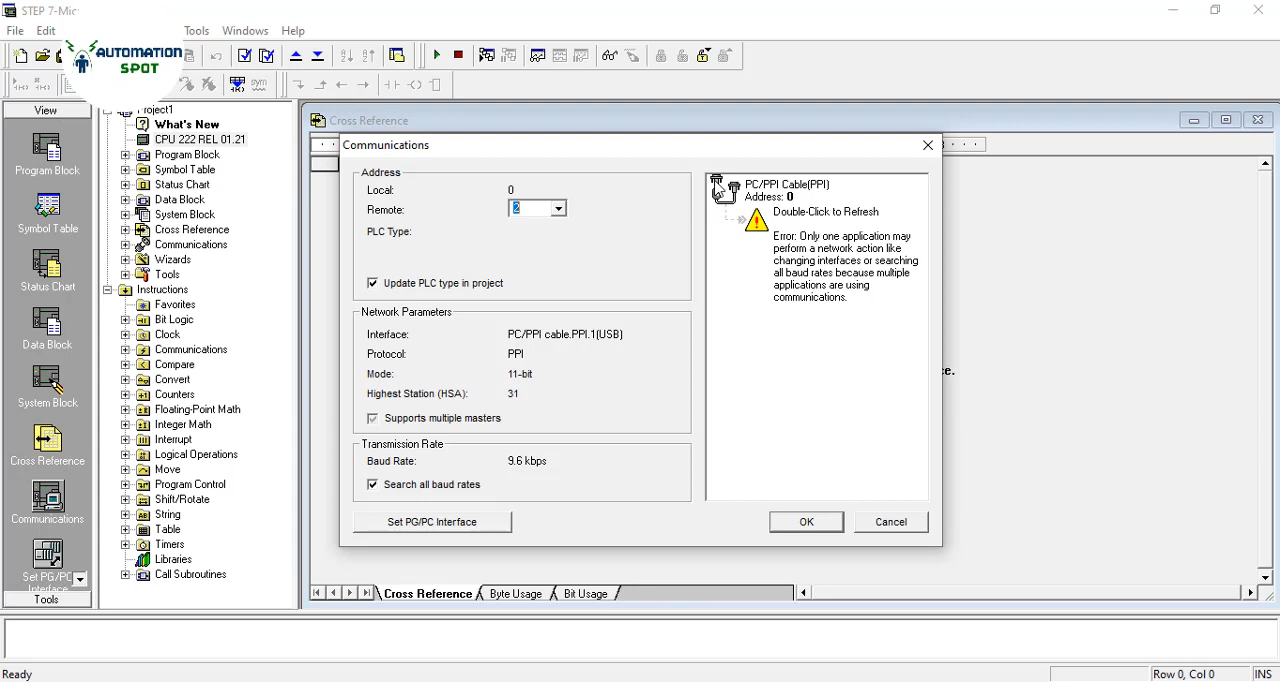 STEP 7-Mic
File Edit Tools Windows Help
AUTOMATION
SPOT
sym
View
Program Block
Symbol Table
Status Chart
Data Block
System Block
Cross Reference
Communications
Set PG/PC
Interface
Tools
Project1
What's New
CPU 222 REL 01.21
Program Block
Symbol Table
Status Chart
Data Block
System Block
Cross Reference
Communications
Wizards
Tools
Instructions
Favorites
Bit Logic
Clock
Communications
Compare
Convert
Counters
Floating-Point Math
Integer Math
Interrupt
Logical Operations
Move
Program Control
Shift/Rotate
String
Table
Timers
Libraries
Call Subroutines
Cross Reference
Communications
Address
Local: 0
Remote: 2
PLC Type:
Update PLC type in project
Network Parameters
Interface: PC/PPI cable.PPI.1(USB)
Protocol: PPI
Mode: 11-bit
Highest Station (HSA): 31
Supports multiple masters
Transmission Rate
Baud Rate: 9.6 kbps
Search all baud rates
Set PG/PC Interface
OK
Cancel
PC/PPI Cable(PPI)
Address: 0
Double-Click to Refresh
Error: Only one application may
perform a network action like
changing interfaces or searching
all baud rates because multiple
applications are using
communications.
ce.
Cross Reference Byte Usage Bit Usage
Ready
Row 0, Col 0
INS